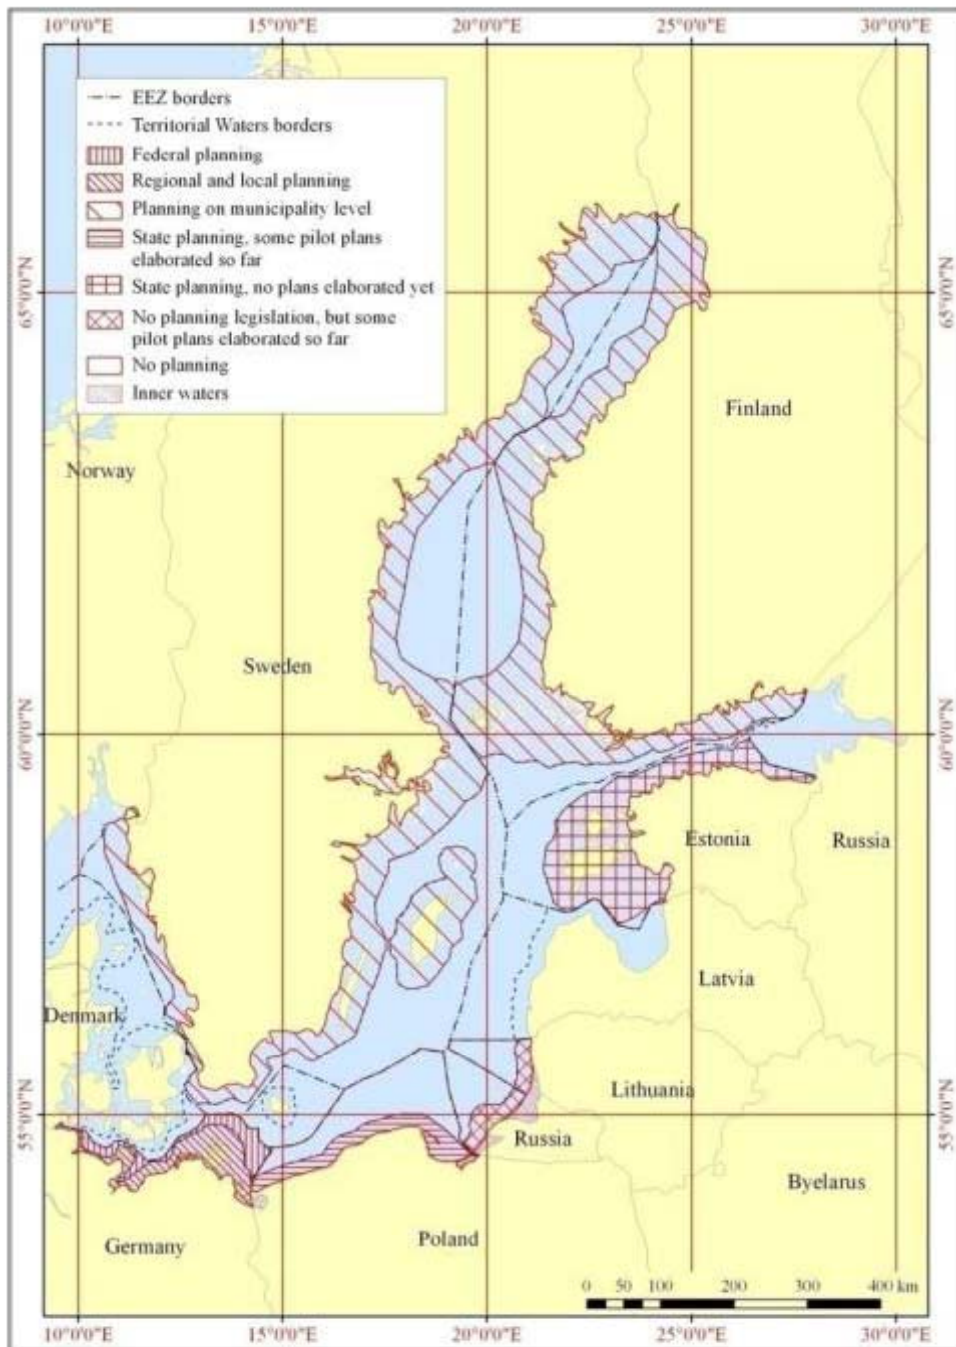 10°0'0"E 15°0'0"E 20°0'0"E 25°0'0"E 30°0'0"E
EEZ borders
Territorial Waters borders
Federal planning
Regional and local planning
Planning on municipality level
State planning, some pilot plans
elaborated so far
State planning, no plans elaborated yet
No planning legislation, but some
pilot plans elaborated so far
No planning
Inner waters
65°0'0"N 65°0'0"N
Finland
Norway
Sweden
60°0'0"N 60°0'0"N
Estonia Russia
Latvia
Denmark
Lithuania
55°0'0"N 55°0'0"N
Russia
Byelarus
Poland
Germany
0 50 100 200 300 400 km
10°0'0"E 15°0'0"E 20°0'0"E 25°0'0"E 30°0'0"E